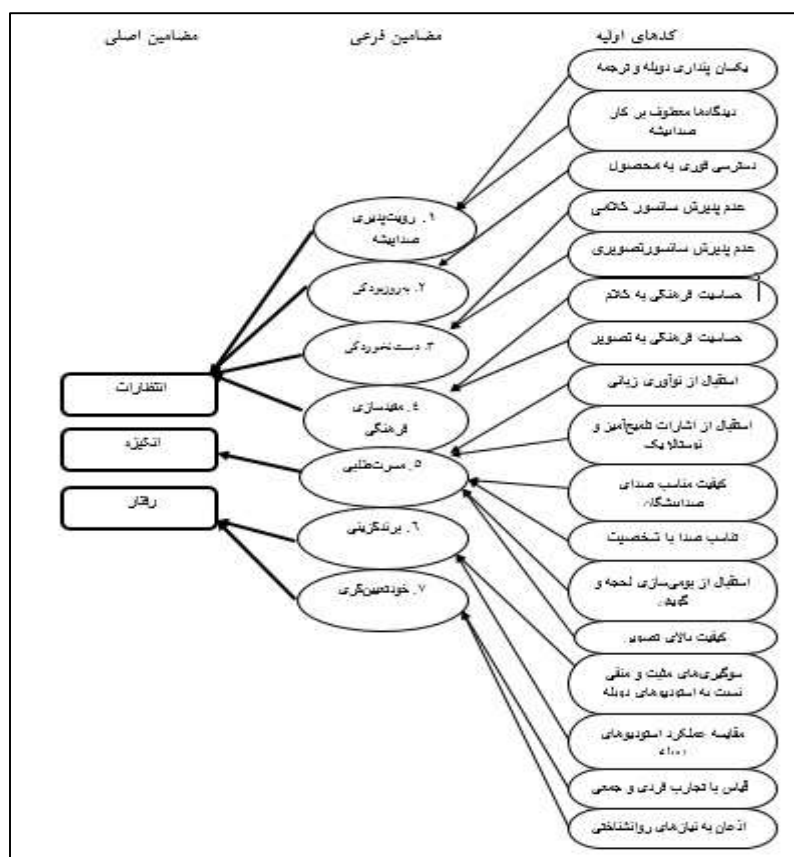 کدهای اولیه
مضامین فرعی
مضامین اصلی
یکسان پنداری دوبله و ترجمه
دیدگاه‌ها معطوف بر کار
صداپیشه
دسترسی فوری به محصول
عدم پذیرش سانسور کلامی
عدم پذیرش سانسور تصویری
حساسیت فرهنگی به کلام
حساسیت فرهنگی به تصویر
استقبال از نوآوری زبانی
استقبال از اشارات تلمیح‌آمیز و
نوستالژیک
کیفیت مناسب صدای
صداپیشگان
تناسب صدا با شخصیت
استقبال از بومی‌سازی لهجه و
گویش
کیفیت بالای تصویر
سوگیری‌های مثبت و منفی
نسبت به استودیوهای دوبله
مقایسه عملکرد استودیوهای
قیاس با تجارب فردی و جمعی
اذعان به نیازهای روانشناختی
۱. رویت‌پذیری
صداپیشه
۲. به‌روزبودگی
۳. دست‌نخوردگی
۴. مقیدسازی
فرهنگی
۵. مسرت‌طلبی
۶. برندگزینی
۷. خودتعیین‌گری
انتظارات
انگیزه
رفتار